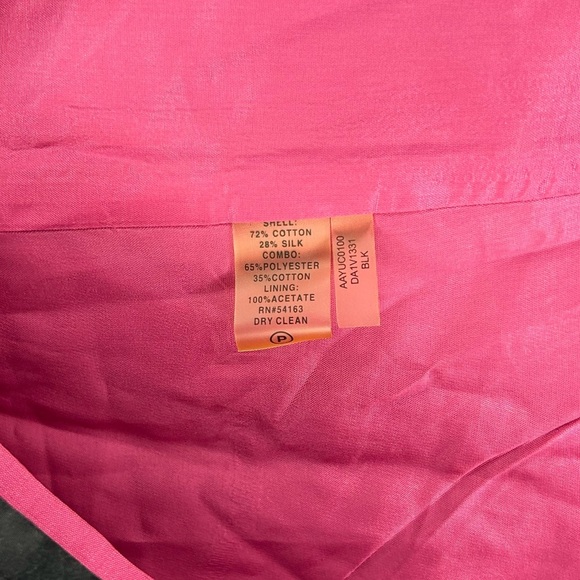 SHELL:
72% COTTON
28% SILK
COMBO:
65%POLYESTER
35%COTTON
LINING:
100%ACETATE
RN#54163
DRY CLEAN
P
AAYUC0100
DA1V1331
BLK